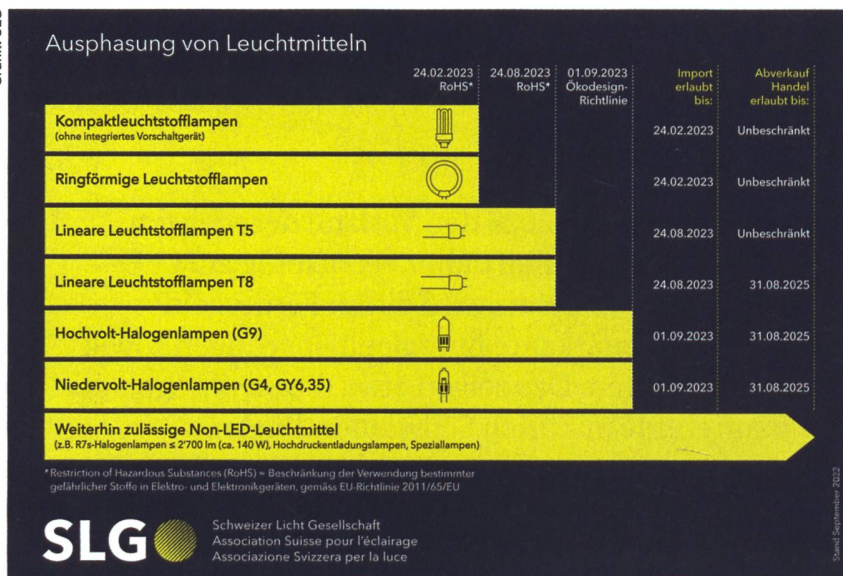 Ausphasung von Leuchtmitteln
24.02.2023
RoHS*
24.08.2023
RoHS*
01.09.2023
Ökodesign-
Richtlinie
Import
erlaubt
bis:
Abverkauf
Handel
erlaubt bis:
Kompaktleuchtstofflampen
(ohne integriertes Vorschaltgerät)
24.02.2023 Unbeschränkt
Ringförmige Leuchtstofflampen
24.02.2023 Unbeschränkt
Lineare Leuchtstofflampen T5
24.08.2023 Unbeschränkt
Lineare Leuchtstofflampen T8
24.08.2023 31.08.2025
Hochvolt-Halogenlampen (G9)
01.09.2023 31.08.2025
Niedervolt-Halogenlampen (G4, GY6,35)
01.09.2023 31.08.2025
Weiterhin zulässige Non-LED-Leuchtmittel
(z.B. R7s-Halogenlampen ≤ 2'700 lm (ca. 140 W), Hochdruckentladungslampen, Speziallampen)
*Restriction of Hazardous Substances (RoHS) = Beschränkung der Verwendung bestimmter
gefährlicher Stoffe in Elektro- und Elektronikgeräten, gemäss EU-Richtlinie 2011/65/EU
SLG
Schweizer Licht Gesellschaft
Association Suisse pour l'éclairage
Associazione Svizzera per la luce
Stand September 2022